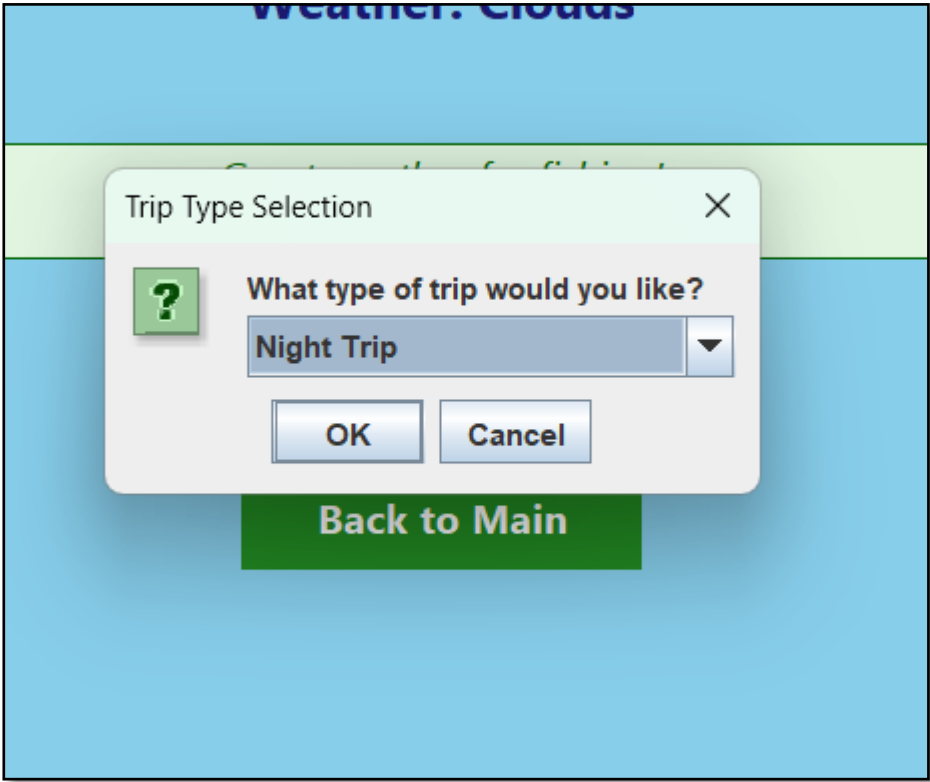 Weather: Clouds
Trip Type Selection
?
What type of trip would you like?
Night Trip
OK
Cancel
Back to Main